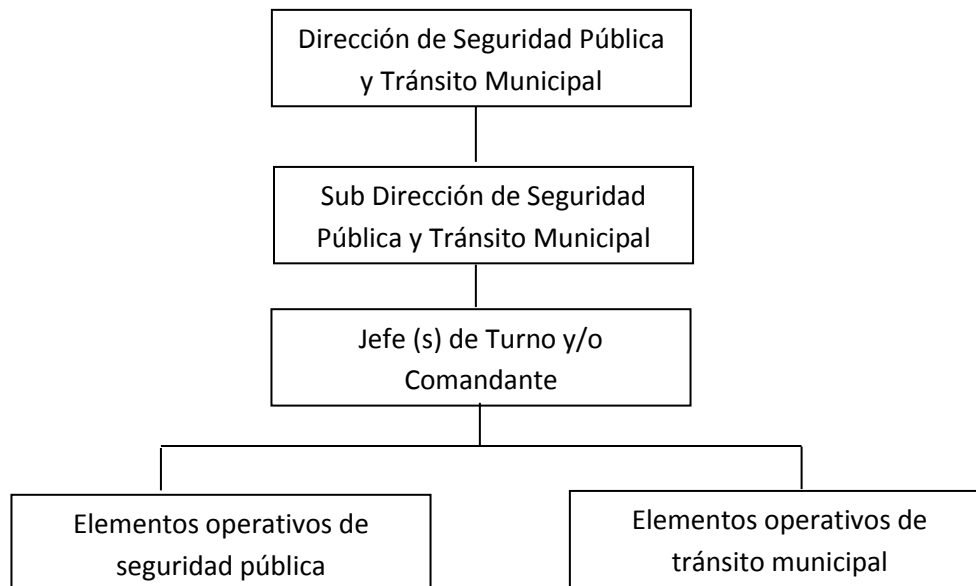 Dirección de Seguridad Pública
y Tránsito Municipal
Sub Dirección de Seguridad
Pública y Tránsito Municipal
Jefe (s) de Turno y/o
Comandante
Elementos operativos de
seguridad pública
Elementos operativos de
tránsito municipal